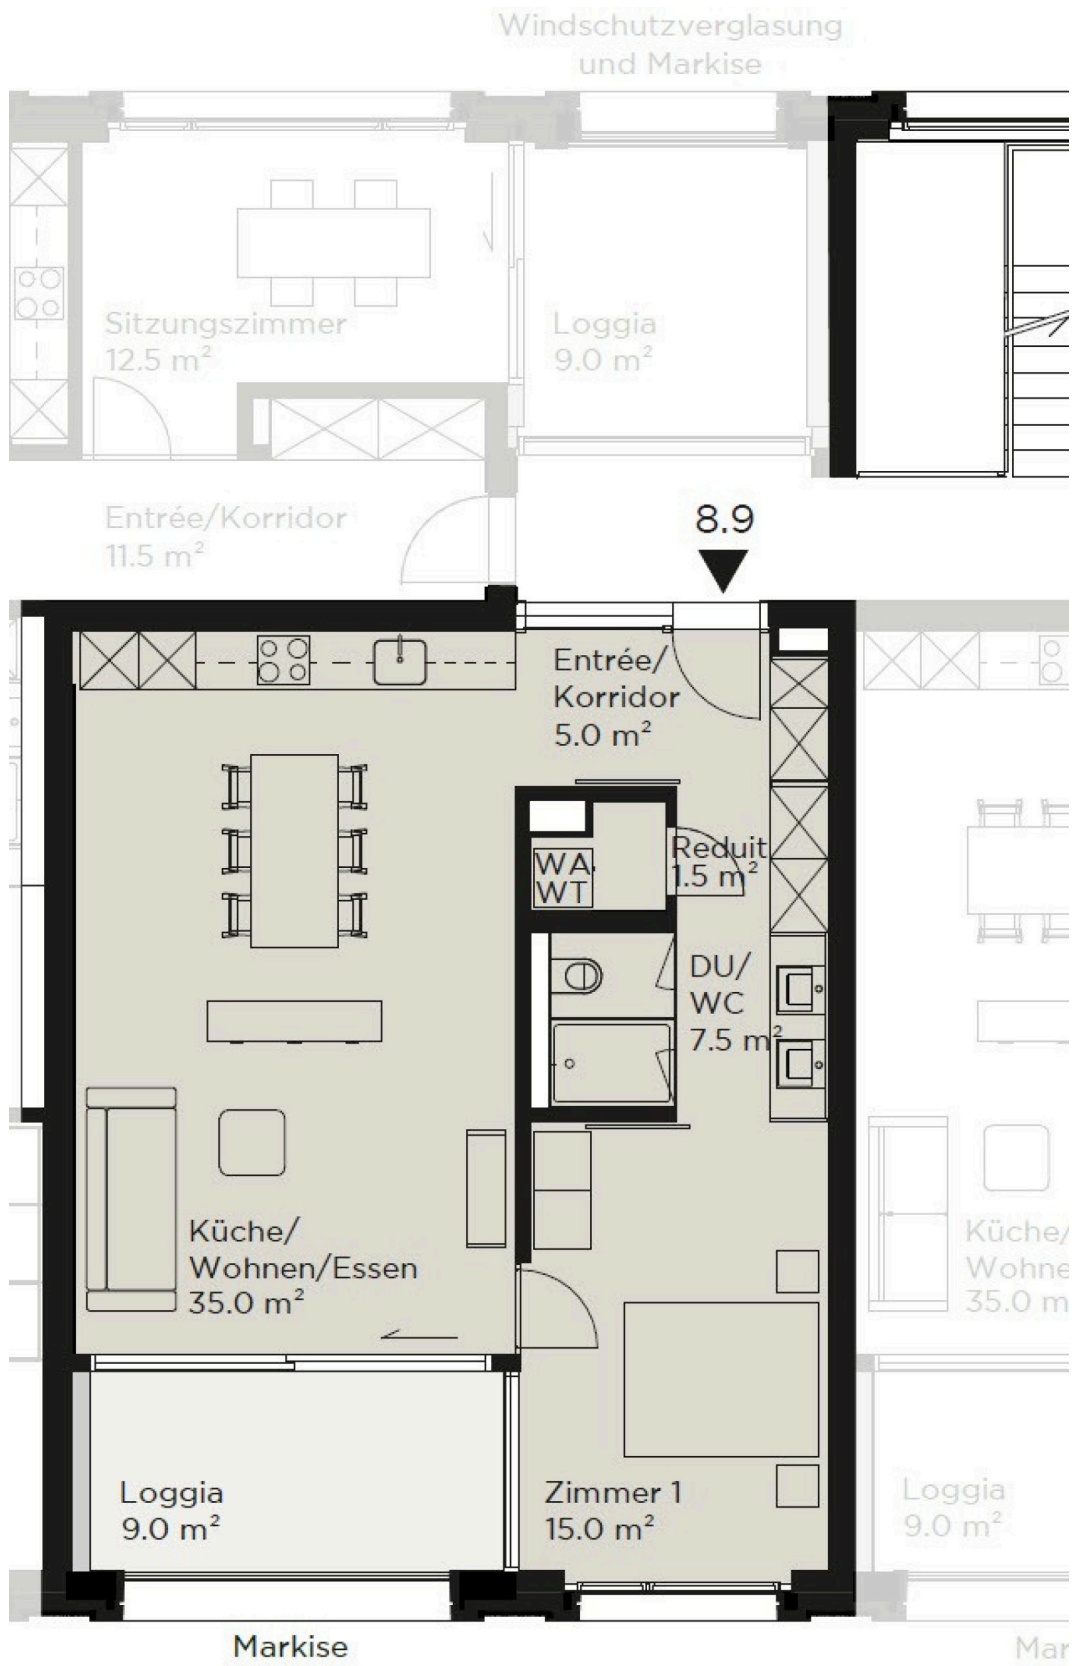 Windschutzverglasung
und Markise
Sitzungszimmer
12.5 m²
Loggia
9.0 m²
Entrée/Korridor
11.5 m²
8.9
Entrée/
Korridor
5.0 m²
Reduit
1.5 m²
WA
WT
DU/
WC
7.5 m²
Küche/
Wohnen/Essen
35.0 m²
Küche/
Wohne
35.0 m
Loggia
9.0 m²
Zimmer 1
15.0 m²
Loggia
9.0 m²
Markise
Mar